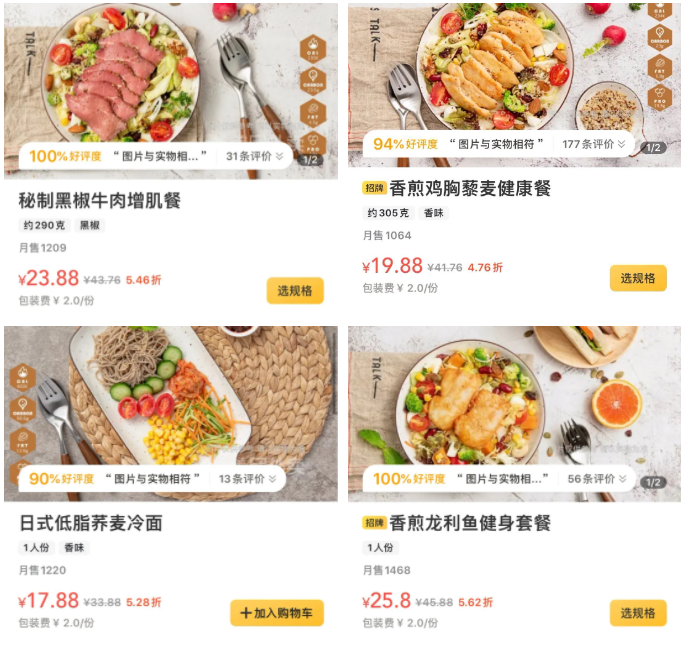 TALK
100%好评度 “ 图片与实物相... ” 31条评价
1/2
秘制黑椒牛肉增肌餐
约290克 黑椒
月售1209
¥23.88 ¥43.76 5.46折
包装费 ¥ 2.0/份
选规格
TALK
94%好评度 “ 图片与实物相符 ” 177条评价
1/2
招牌 香煎鸡胸藜麦健康餐
约305克 香味
月售1064
¥19.88 ¥41.76 4.76折
包装费 ¥ 2.0/份
选规格
90%好评度 “ 图片与实物相符 ” 13条评价
日式低脂荞麦冷面
1人份 香味
月售1220
¥17.88 ¥33.88 5.28折
包装费 ¥ 2.0/份
+加入购物车
TALK
100%好评度 “ 图片与实物相... ” 56条评价
1/2
招牌 香煎龙利鱼健身套餐
1人份
月售1468
¥25.8 ¥45.88 5.62折
包装费 ¥ 2.0/份
选规格